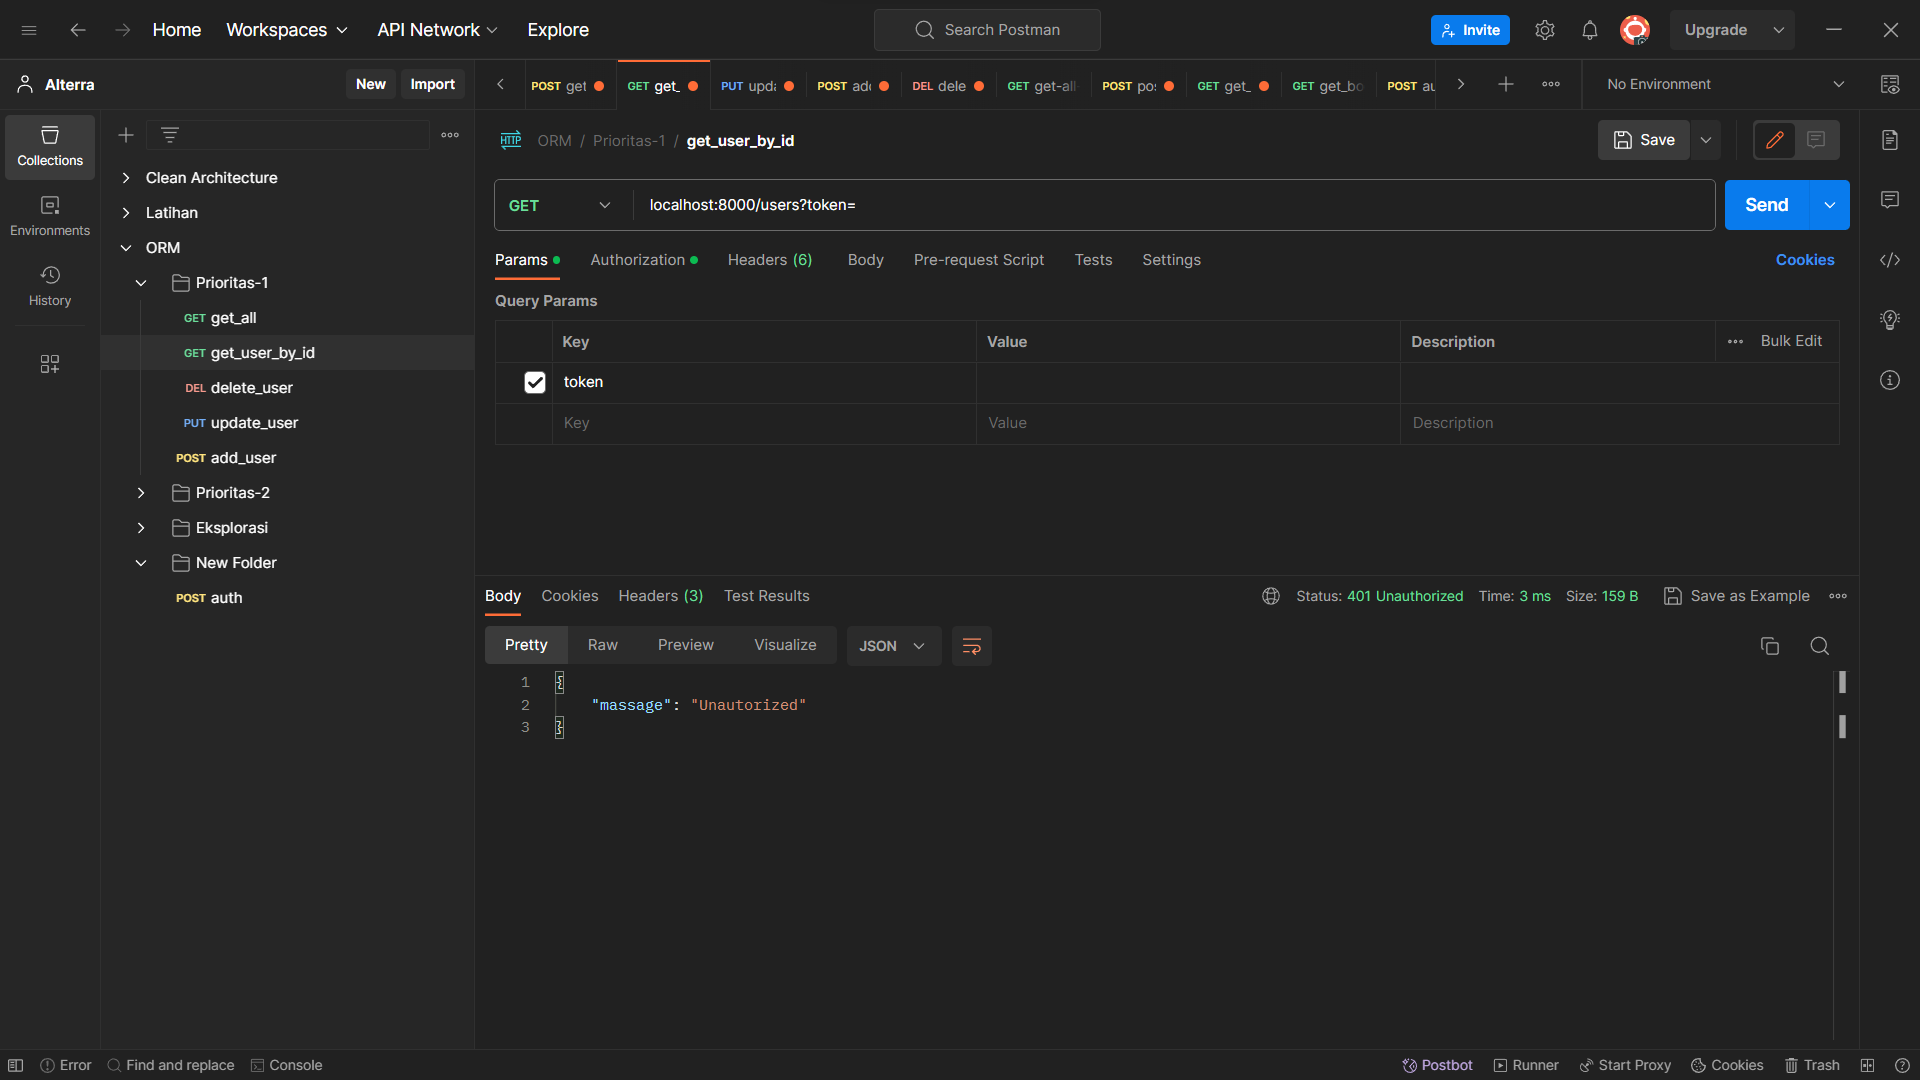 Home Workspaces API Network Explore Search Postman Invite Upgrade
Alterra New Import
POST get GET get_ PUT upda POST add DEL dele GET get-all POST pos GET get_ GET get_bo POST au No Environment
Collections
Environments
History
Clean Architecture
Latihan
ORM
Prioritas-1
GET get_all
GET get_user_by_id
DEL delete_user
PUT update_user
POST add_user
Prioritas-2
Eksplorasi
New Folder
POST auth
HTTP ORM / Prioritas-1 / get_user_by_id Save
GET localhost:8000/users?token= Send
Params Authorization Headers (6) Body Pre-request Script Tests Settings Cookies
Query Params
Key Value Description Bulk Edit
token
Key Value Description
Body Cookies Headers (3) Test Results Status: 401 Unauthorized Time: 3 ms Size: 159 B Save as Example
Pretty Raw Preview Visualize JSON
1 {
2 "massage": "Unautorized"
3 }
Error Find and replace Console Postbot Runner Start Proxy Cookies Trash